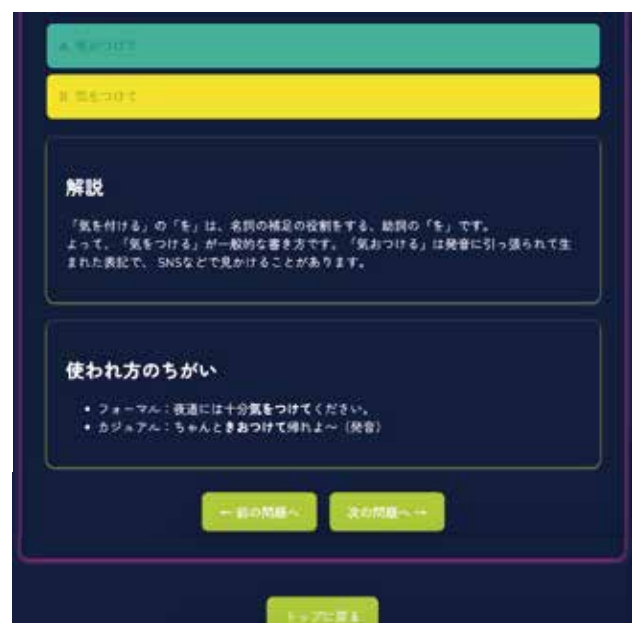 A 気おつけて
B 気をつけて
解説
「気を付ける」の「を」は、名詞の補足の役割をする、助詞の「を」です。
よって、「気をつける」が一般的な書き方です。「気おつける」は発音に引っ張られて生
まれた表記で、 SNSなどで見かけることがあります。
使われ方のちがい
• フォーマル：夜道には十分気をつけてください。
• カジュアル：ちゃんときおつけて帰れよ〜（発音）
← 前の問題へ
次の問題へ →
トップに戻る